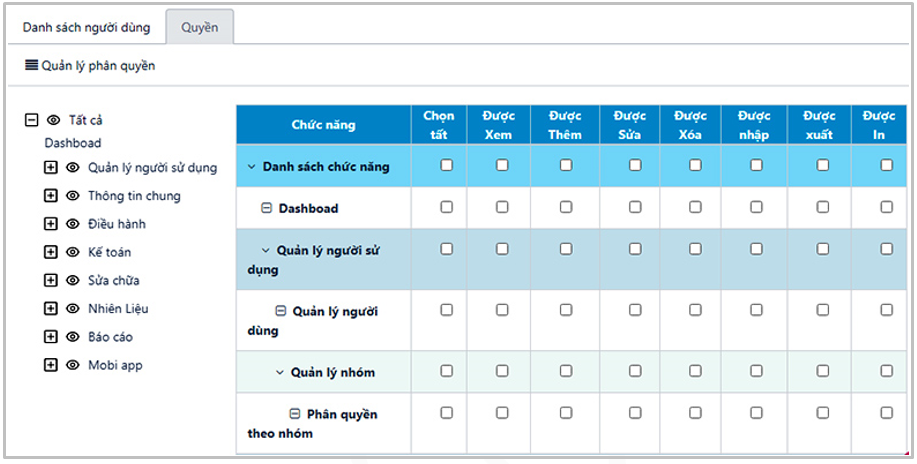 Danh sách người dùng
Quyền
Quản lý phân quyền
Tất cả
Dashboad
Quản lý người sử dụng
Thông tin chung
Điều hành
Kế toán
Sửa chữa
Nhiên Liệu
Báo cáo
Mobi app
Chức năng
Chọn tất
Được Xem
Được Thêm
Được Sửa
Được Xóa
Được nhập
Được xuất
Được In
Danh sách chức năng
Dashboad
Quản lý người sử
dụng
Quản lý người
dùng
Quản lý nhóm
Phân quyền
theo nhóm